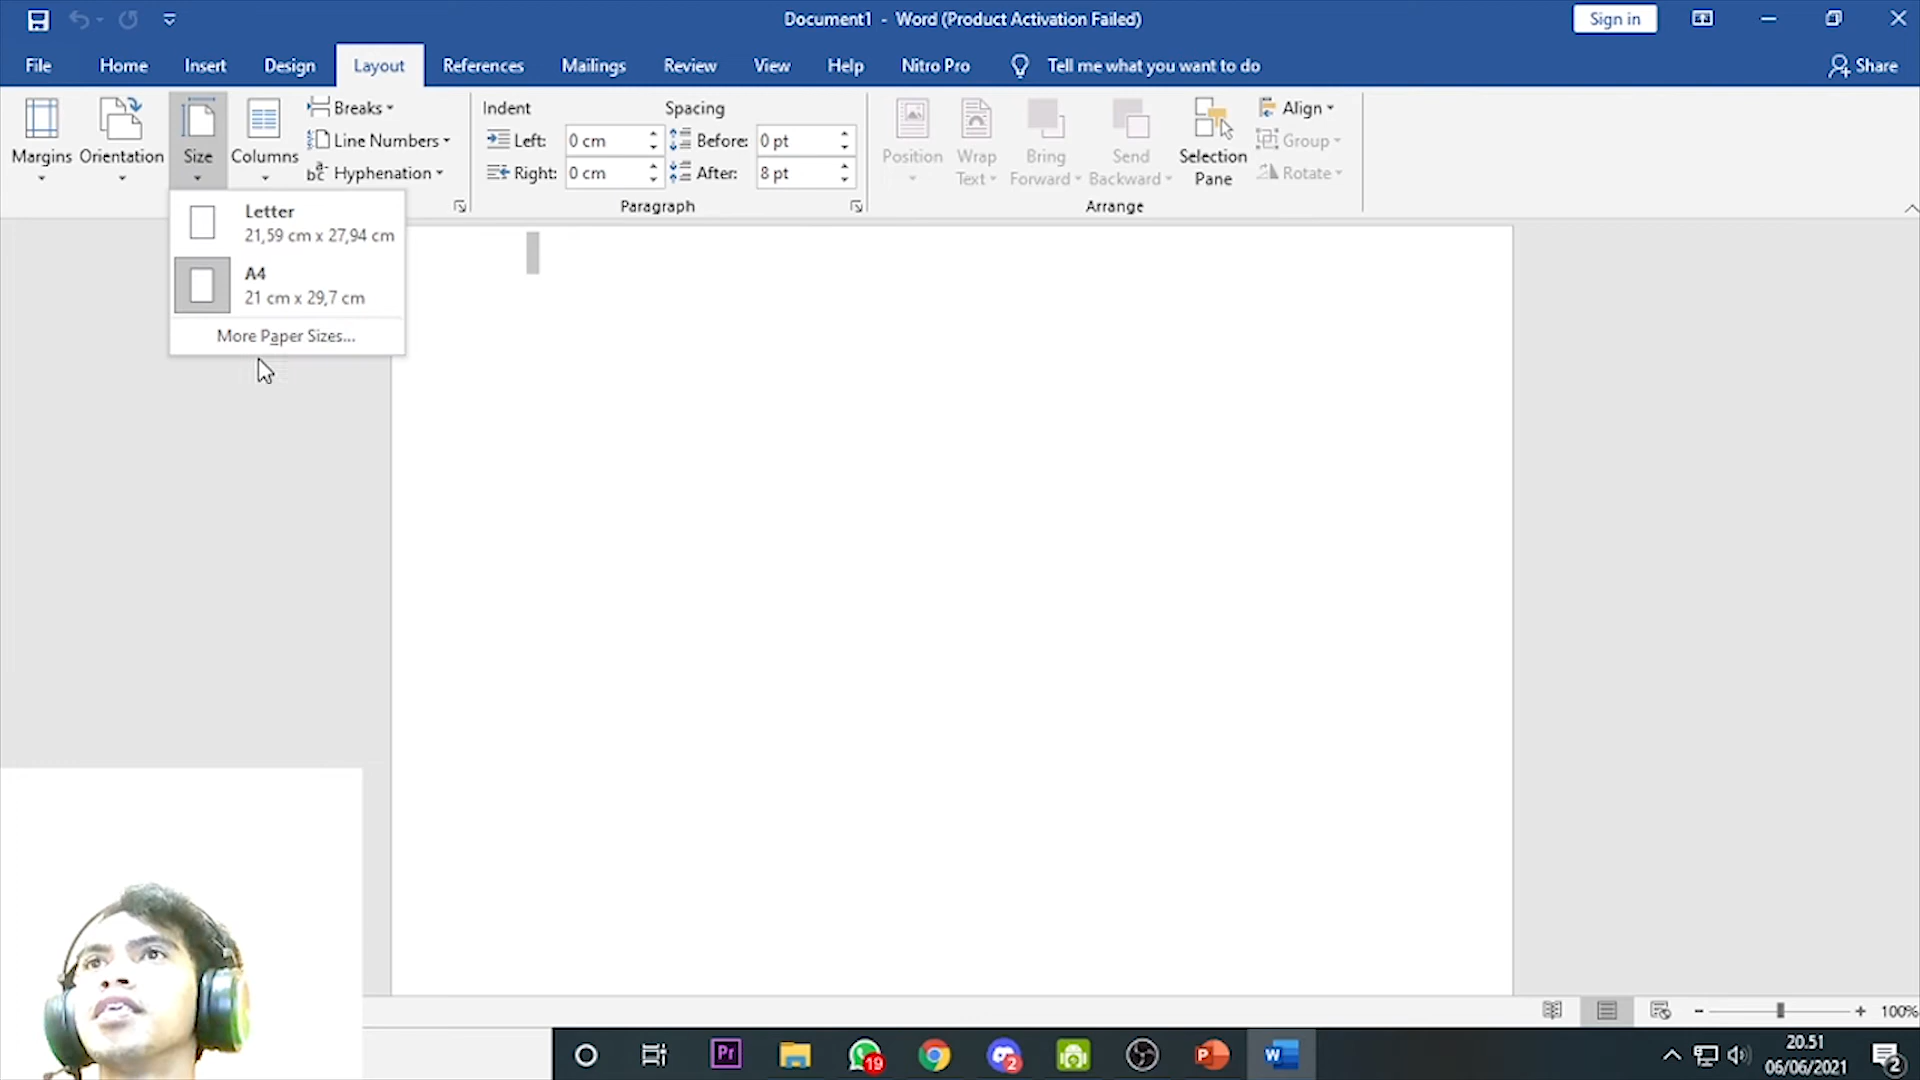 Document1 - Word (Product Activation Failed)
Sign in
File Home Insert Design Layout References Mailings Review View Help Nitro Pro Tell me what you want to do Share
Margins
Orientation
Size
Columns
Breaks
Line Numbers
Hyphenation
Indent
Left: 0 cm
Right: 0 cm
Spacing
Before: 0 pt
After: 8 pt
Paragraph
Position
Wrap Text
Bring Forward
Send Backward
Selection Pane
Align
Group
Rotate
Arrange
Letter
21,59 cm x 27,94 cm
A4
21 cm x 29,7 cm
More Paper Sizes...
100%
Pr
19
2
P
W
20.51
06/06/2021
2